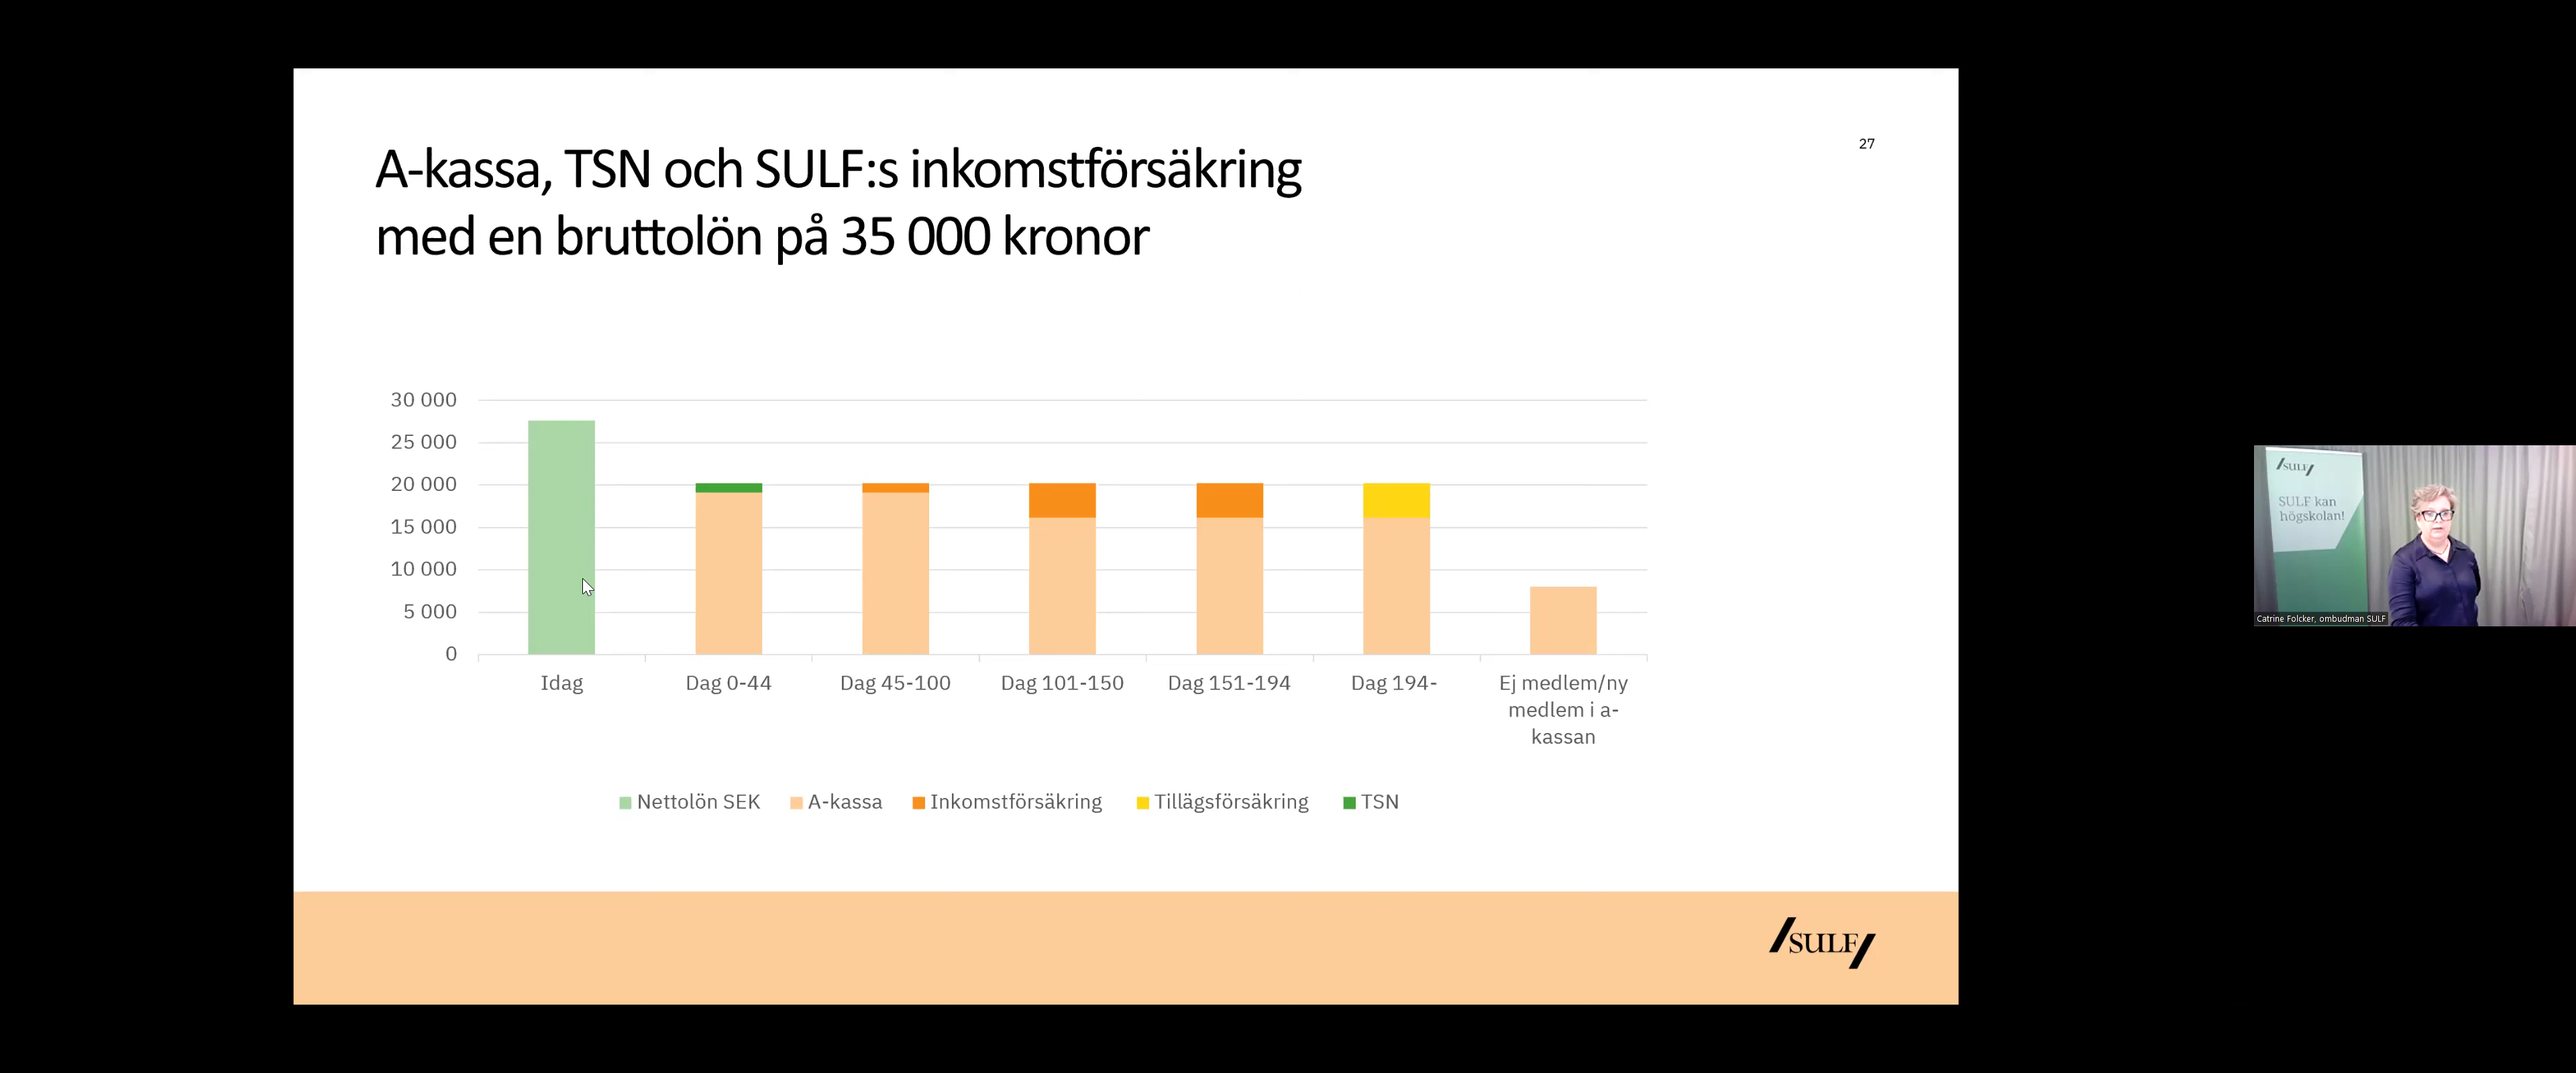 27
A-kassa, TSN och SULF:s inkomstförsäkring
med en bruttolön på 35 000 kronor
30 000
25 000
20 000
15 000
10 000
5 000
0
Idag
Dag 0-44
Dag 45-100
Dag 101-150
Dag 151-194
Dag 194-
Ej medlem/ny
medlem i a-
kassan
Nettolön SEK
A-kassa
Inkomstförsäkring
Tillägsförsäkring
TSN
/SULF/
/SULF/
SULF kan
högskolan!
Catrine Folcker, ombudman SULF